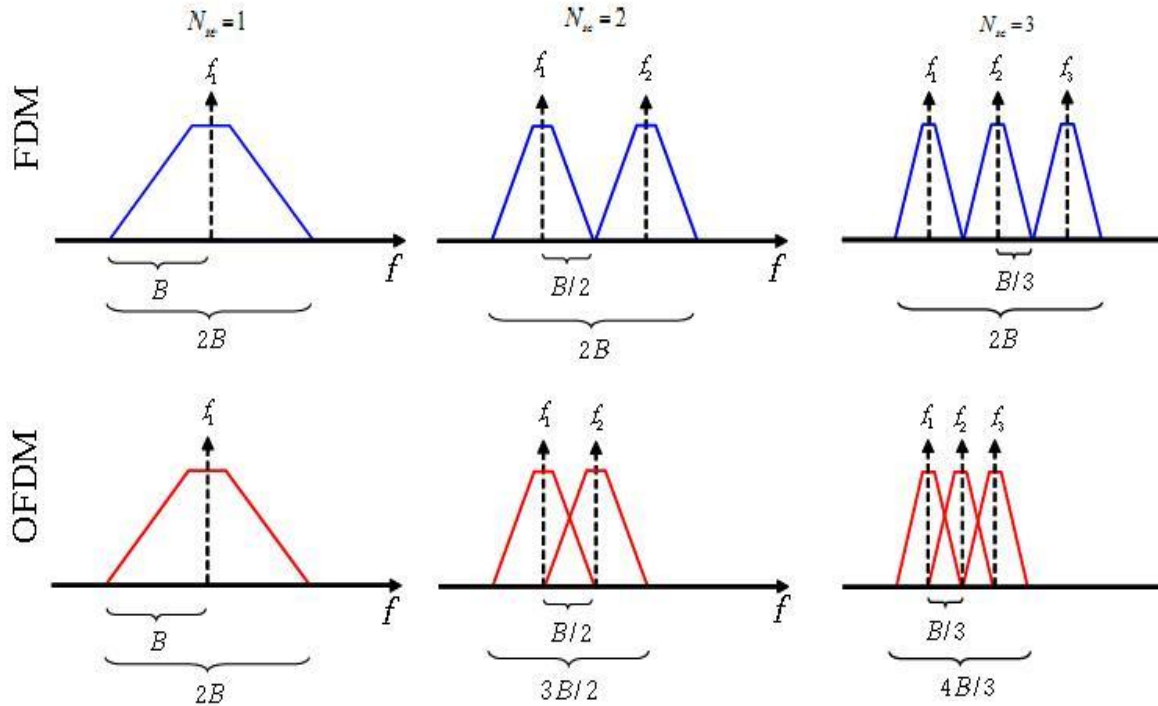 N_sc=1 N_sc=2 N_sc=3
FDM
f_1 f_1 f_2 f_1 f_2 f_3
f f
B B/2 B/3
2B 2B 2B
OFDM
f_1 f_1 f_2 f_1 f_2 f_3
f f
B B/2 B/3
2B 3B/2 4B/3